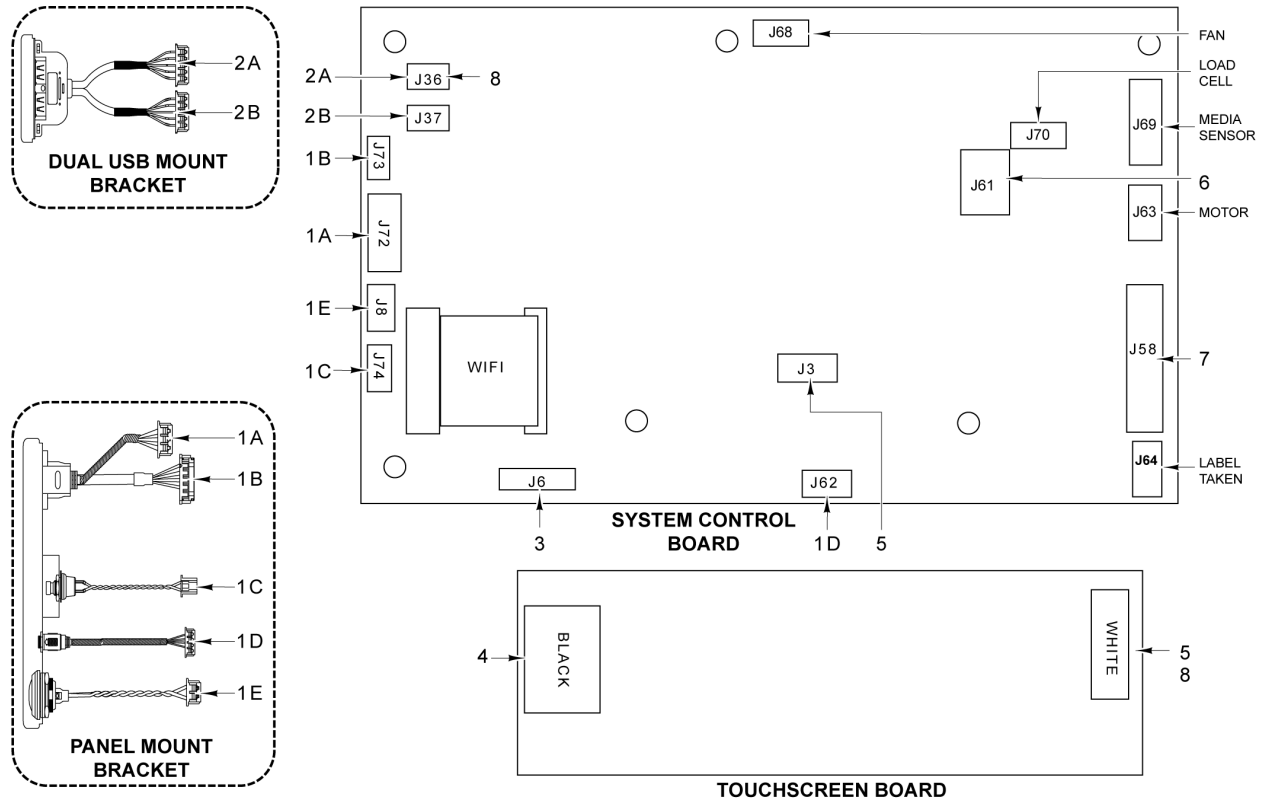 2A
2B
DUAL USB MOUNT
BRACKET
1A
1B
1C
1D
1E
PANEL MOUNT
BRACKET
J68
FAN
2A
J36
8
LOAD
CELL
2B
J37
J70
J69
MEDIA
SENSOR
1B
J73
J61
6
1A
J72
J63
MOTOR
1E
J8
J58
7
1C
J74
WIFI
J3
J64
LABEL
TAKEN
J6
J62
SYSTEM CONTROL
BOARD
3
1D
5
4
BLACK
WHITE
5
8
TOUCHSCREEN BOARD